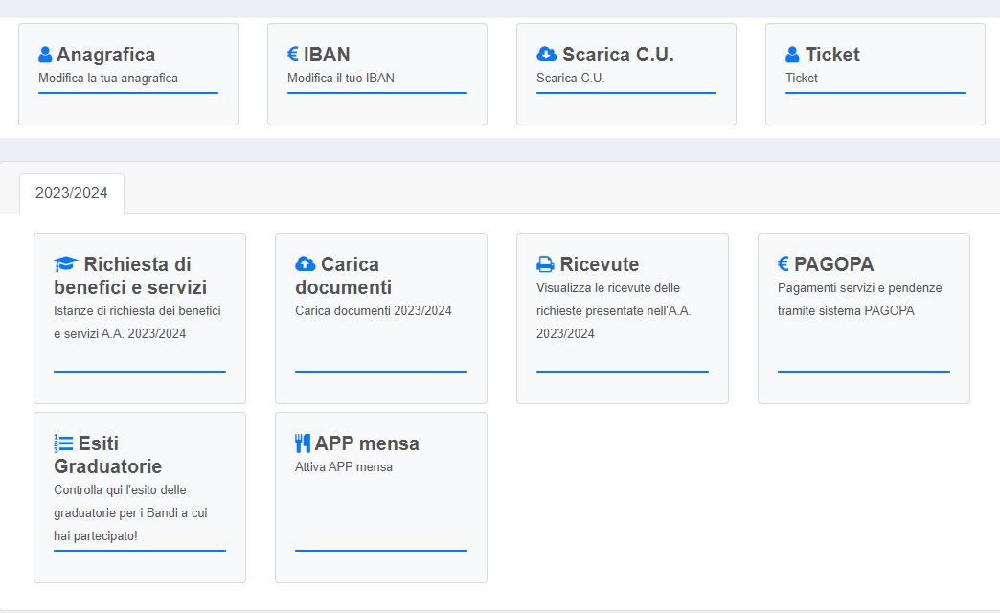 Anagrafica
Modifica la tua anagrafica
IBAN
Modifica il tuo IBAN
Scarica C.U.
Scarica C.U.
Ticket
Ticket
2023/2024
Richiesta di
benefici e servizi
Istanze di richiesta dei benefici
e servizi A.A. 2023/2024
Carica
documenti
Carica documenti 2023/2024
Ricevute
Visualizza le ricevute delle
richieste presentate nell'A.A.
2023/2024
PAGOPA
Pagamenti servizi e pendenze
tramite sistema PAGOPA
Esiti
Graduatorie
Controlla qui l'esito delle
graduatorie per i Bandi a cui
hai partecipato!
APP mensa
Attiva APP mensa